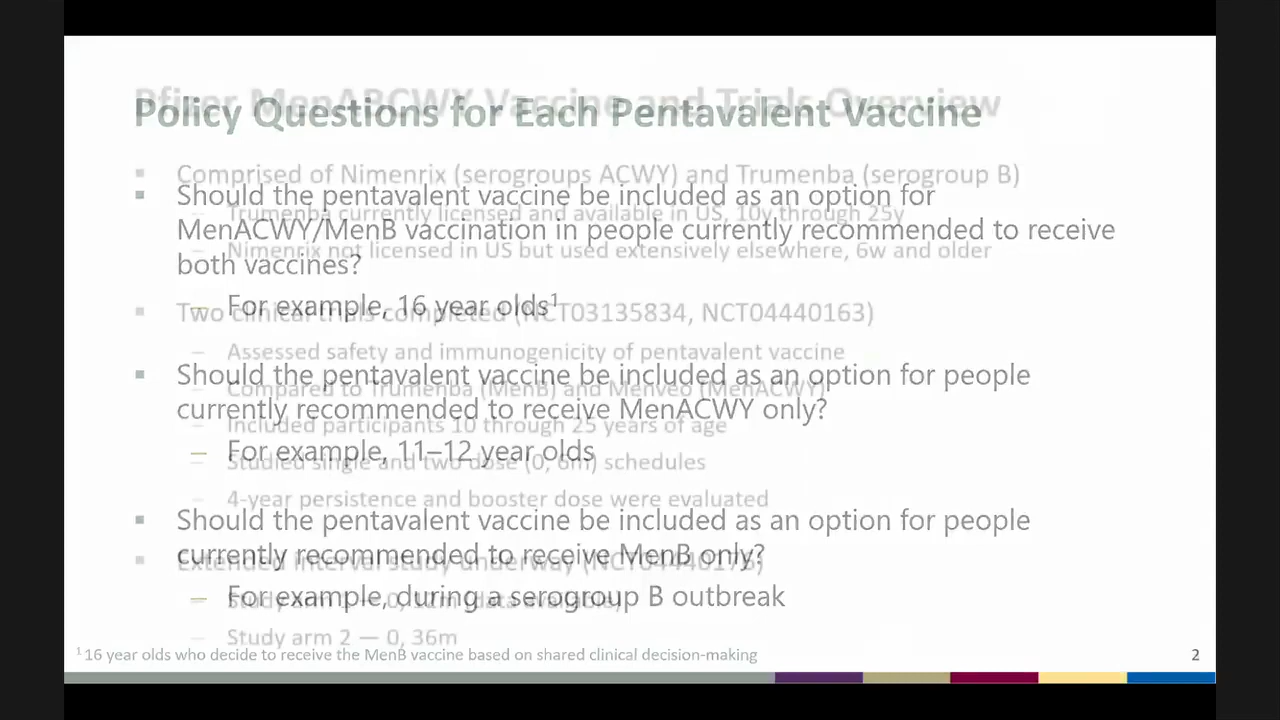 Policy Questions for Each Pentavalent Vaccine
Pfizer MenABCWY Vaccine and Trials Overview
Comprised of Nimenrix (serogroups ACWY) and Trumenba (serogroup B)
Should the pentavalent vaccine be included as an option for
– Trumenba currently licensed and available in US, 10y through 25y
MenACWY/MenB vaccination in people currently recommended to receive
– Nimenrix not licensed in US but used extensively elsewhere, 6w and older
both vaccines?
– For example, 16 year olds¹
Two clinical trials completed (NCT03135834, NCT04440163)
– Assessed safety and immunogenicity of pentavalent vaccine
Should the pentavalent vaccine be included as an option for people
– Compared to Trumenba (MenB) and Menveo (MenACWY)
currently recommended to receive MenACWY only?
– Included participants 10 through 25 years of age
– For example, 11–12 year olds
– Studied single and two dose (0, 6m) schedules
– 4-year persistence and booster dose were evaluated
Should the pentavalent vaccine be included as an option for people
currently recommended to receive MenB only?
Extended interval study underway
– For example, during a serogroup B outbreak
– Study arm 2 — 0, 36m
¹ 16 year olds who decide to receive the MenB vaccine based on shared clinical decision-making
2